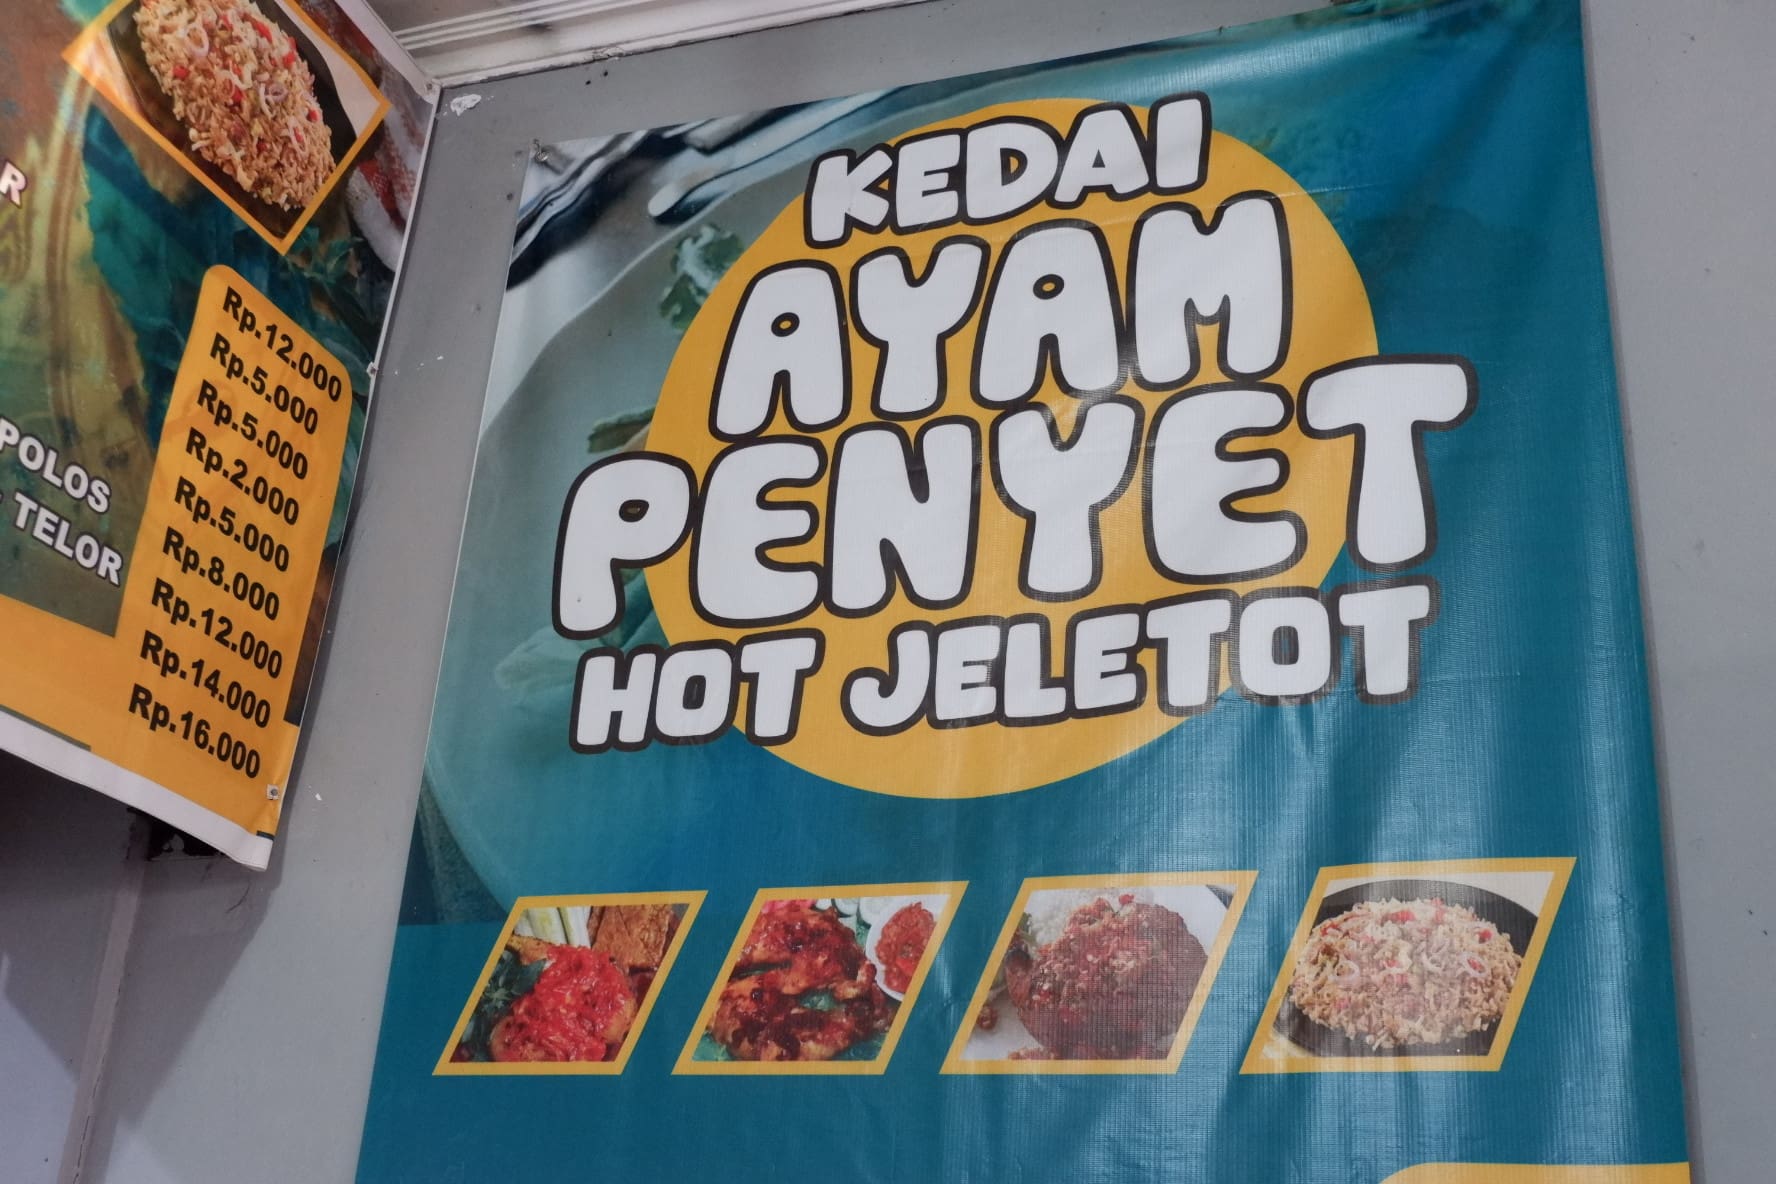 R
POLOS
TELOR
Rp.12.000
Rp.5.000
Rp.5.000
Rp.2.000
Rp.5.000
Rp.8.000
Rp.12.000
Rp.14.000
Rp.16.000
KEDAI
AYAM
PENYET
HOT JELETOT